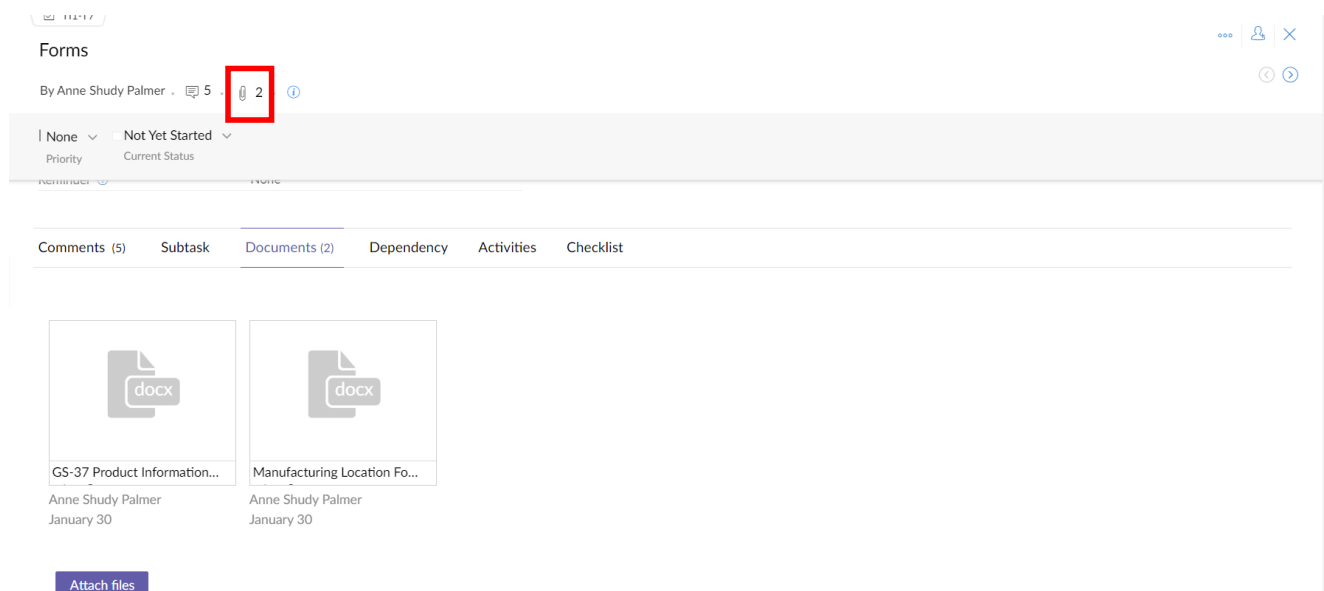 Forms
By Anne Shudy Palmer . 5 . 2
None Not Yet Started
Priority Current Status
Reminder None
Comments (5) Subtask Documents (2) Dependency Activities Checklist
docx docx
GS-37 Product Information... Manufacturing Location Fo...
Anne Shudy Palmer Anne Shudy Palmer
January 30 January 30
Attach files